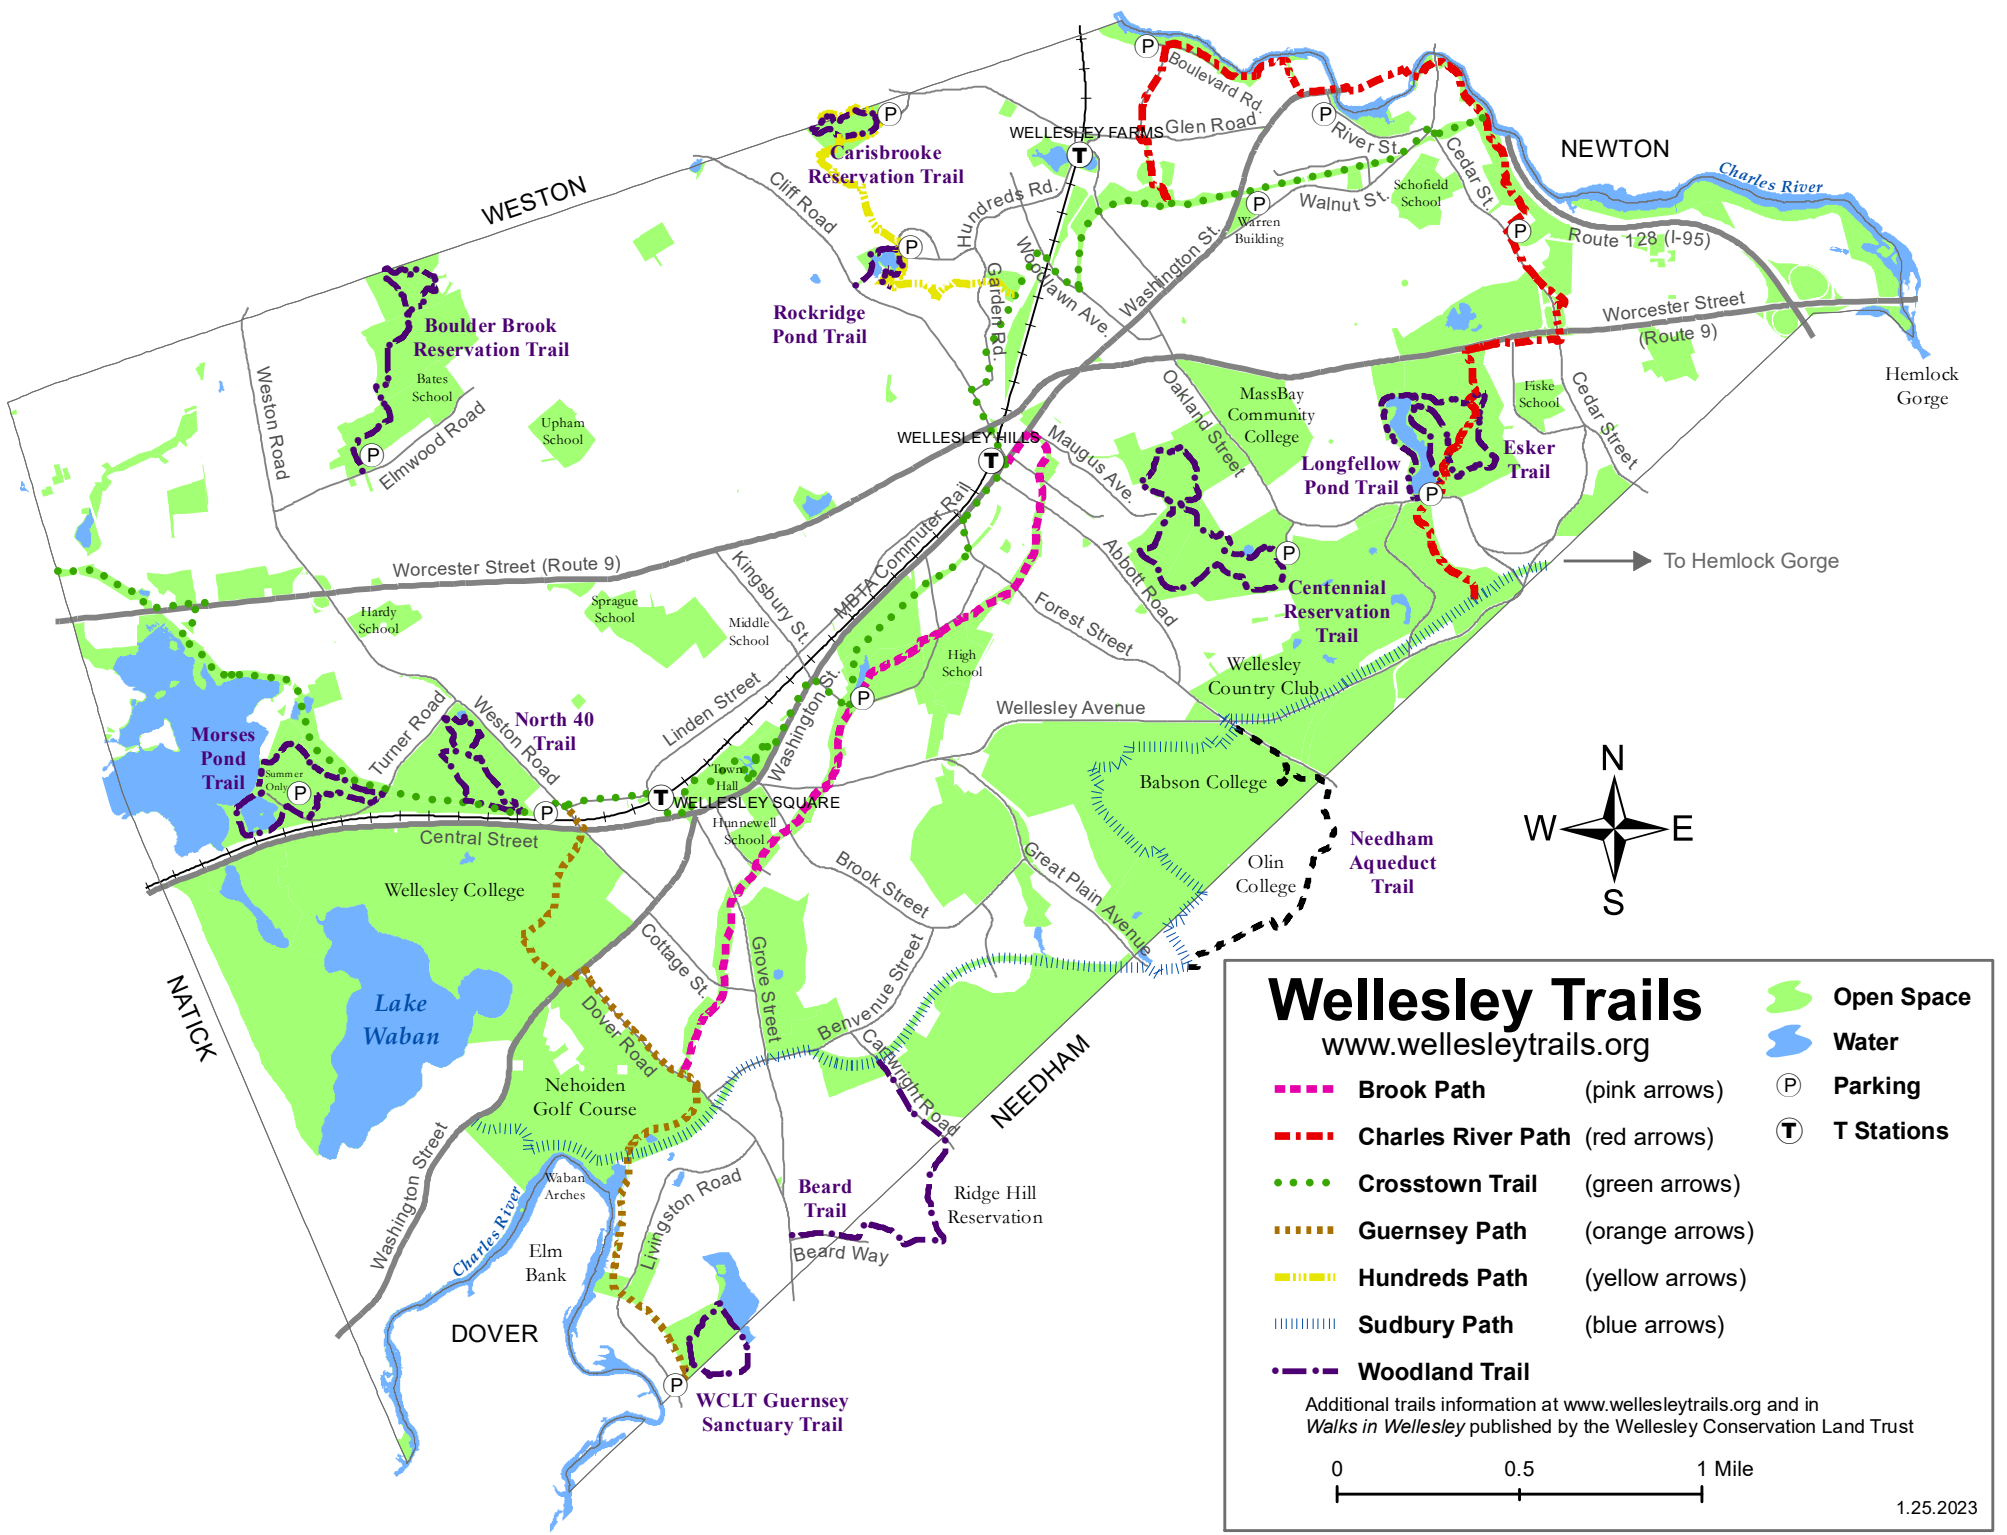 WESTON
NEWTON
Charles River
Boulevard Rd.
Glen Road
WELLESLEY FARMS
T
P
River St.
Cedar St.
Carisbrooke
Reservation Trail
Cliff Road
Hundreds Rd.
Schofield
School
Walnut St.
Warren
Building
Route 128 (I-95)
Woodlawn Ave.
Washington St.
Garden Rd.
Rockridge
Pond Trail
Boulder Brook
Reservation Trail
Bates
School
Elmwood Road
Weston Road
Upham
School
Worcester Street
(Route 9)
Hemlock
Gorge
Oakland Street
MassBay
Community
College
Fiske
School
Cedar Street
WELLESLEY HILLS
T
Maugus Ave.
Longfellow
Pond Trail
Esker
Trail
P
To Hemlock Gorge
MBTA Commuter Rail
Abbott Road
Centennial
Reservation
Trail
Worcester Street (Route 9)
Kingsbury St.
Hardy
School
Sprague
School
Middle
School
Forest Street
High
School
Wellesley
Country Club
Linden Street
Washington St.
Wellesley Avenue
Turner Road
Weston Road
North 40
Trail
Morses
Pond
Trail
Summer
Only
P
Town
Hall
T
WELLESLEY SQUARE
Hunnewell
School
Babson College
Central Street
Wellesley College
Brook Street
Great Plain Avenue
Olin
College
Needham
Aqueduct
Trail
N
W
E
S
Cottage St.
Grove Street
Benvenue Street
Cartwright Road
NATICK
Lake
Waban
Dover Road
Nehoiden
Golf Course
NEEDHAM
Washington Street
Waban
Arches
Charles River
Livingston Road
Beard
Trail
Beard Way
Ridge Hill
Reservation
Elm
Bank
DOVER
P
WCLT Guernsey
Sanctuary Trail
Wellesley Trails
www.wellesleytrails.org
Brook Path (pink arrows)
Charles River Path (red arrows)
Crosstown Trail (green arrows)
Guernsey Path (orange arrows)
Hundreds Path (yellow arrows)
Sudbury Path (blue arrows)
Woodland Trail
Open Space
Water
P Parking
T T Stations
Additional trails information at www.wellesleytrails.org and in
Walks in Wellesley published by the Wellesley Conservation Land Trust
0 0.5 1 Mile
1.25.2023